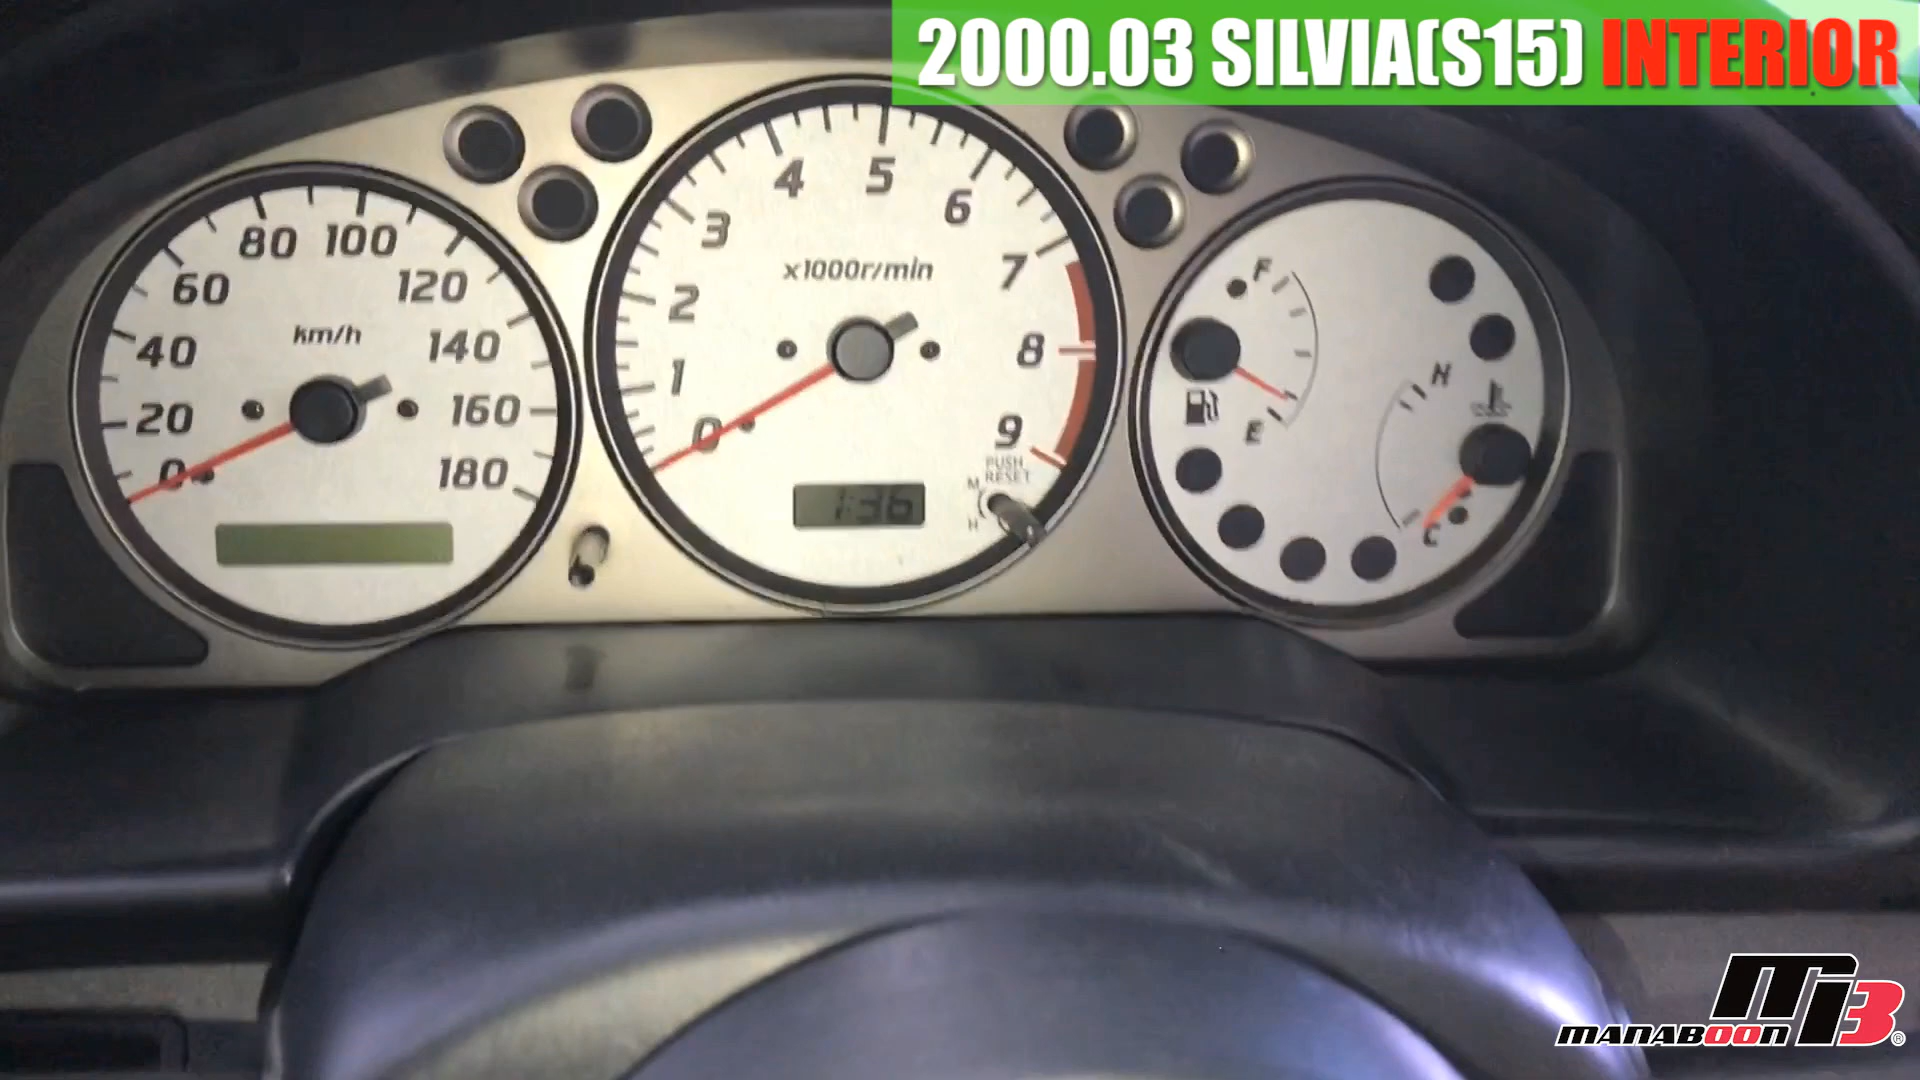 2000.03 SILVIA(S15) INTERIOR
0
20
40
60
80
100
120
140
160
180
km/h
0
1
2
3
4
5
6
7
8
9
x1000r/min
1:36
PUSH
RESET
M
H
F
E
H
C
m3
MANABOON
®